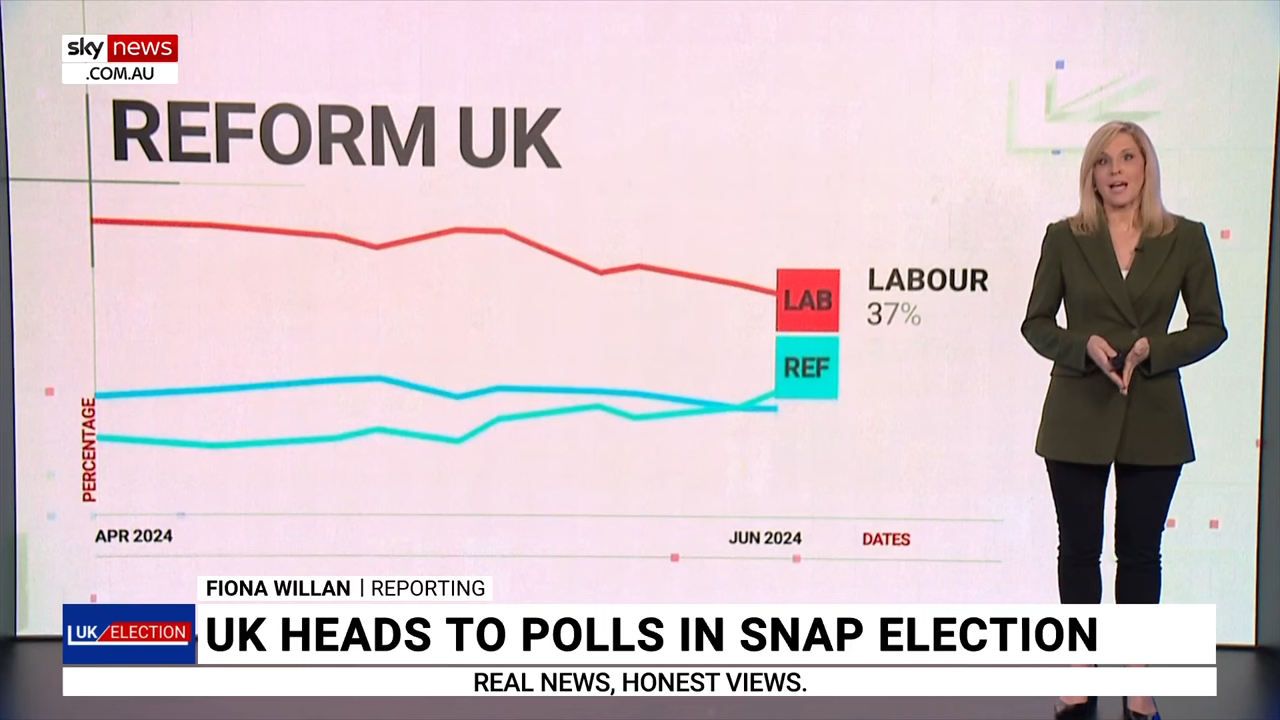 sky news
.COM.AU
REFORM UK
LAB
LABOUR
37%
REF
PERCENTAGE
APR 2024
JUN 2024
DATES
FIONA WILLAN | REPORTING
UK ELECTION
UK HEADS TO POLLS IN SNAP ELECTION
REAL NEWS, HONEST VIEWS.